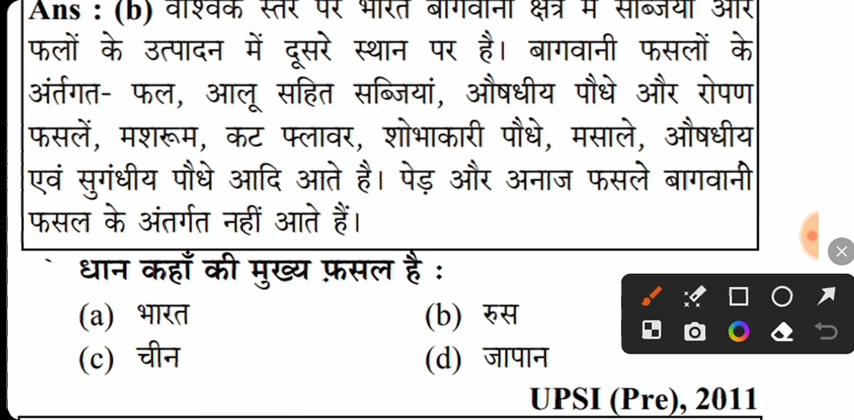 Ans : (b) वैश्विक स्तर पर भारत बागवानी क्षेत्र में सब्जियों और
फलों के उत्पादन में दूसरे स्थान पर है। बागवानी फसलों के
अंर्तगत- फल, आलू सहित सब्जियां, औषधीय पौधे और रोपण
फसलें, मशरूम, कट फ्लावर, शोभाकारी पौधे, मसाले, औषधीय
एवं सुगंधीय पौधे आदि आते है। पेड़ और अनाज फसले बागवानी
फसल के अंतर्गत नहीं आते हैं।
धान कहाँ की मुख्य फ़सल है :
(a) भारत (b) रुस
(c) चीन (d) जापान
UPSI (Pre), 2011